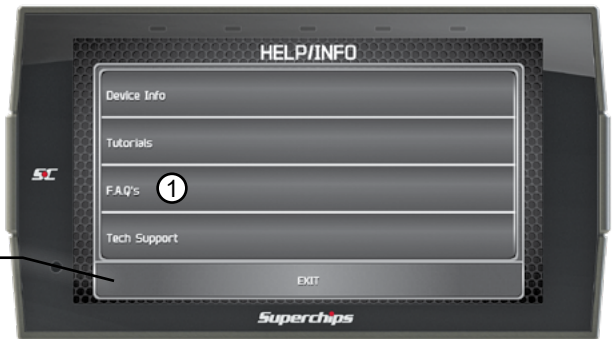 HELP/INFO
Device Info
Tutorials
F.A.Q's 1
Tech Support
EXIT
SC
Superchips